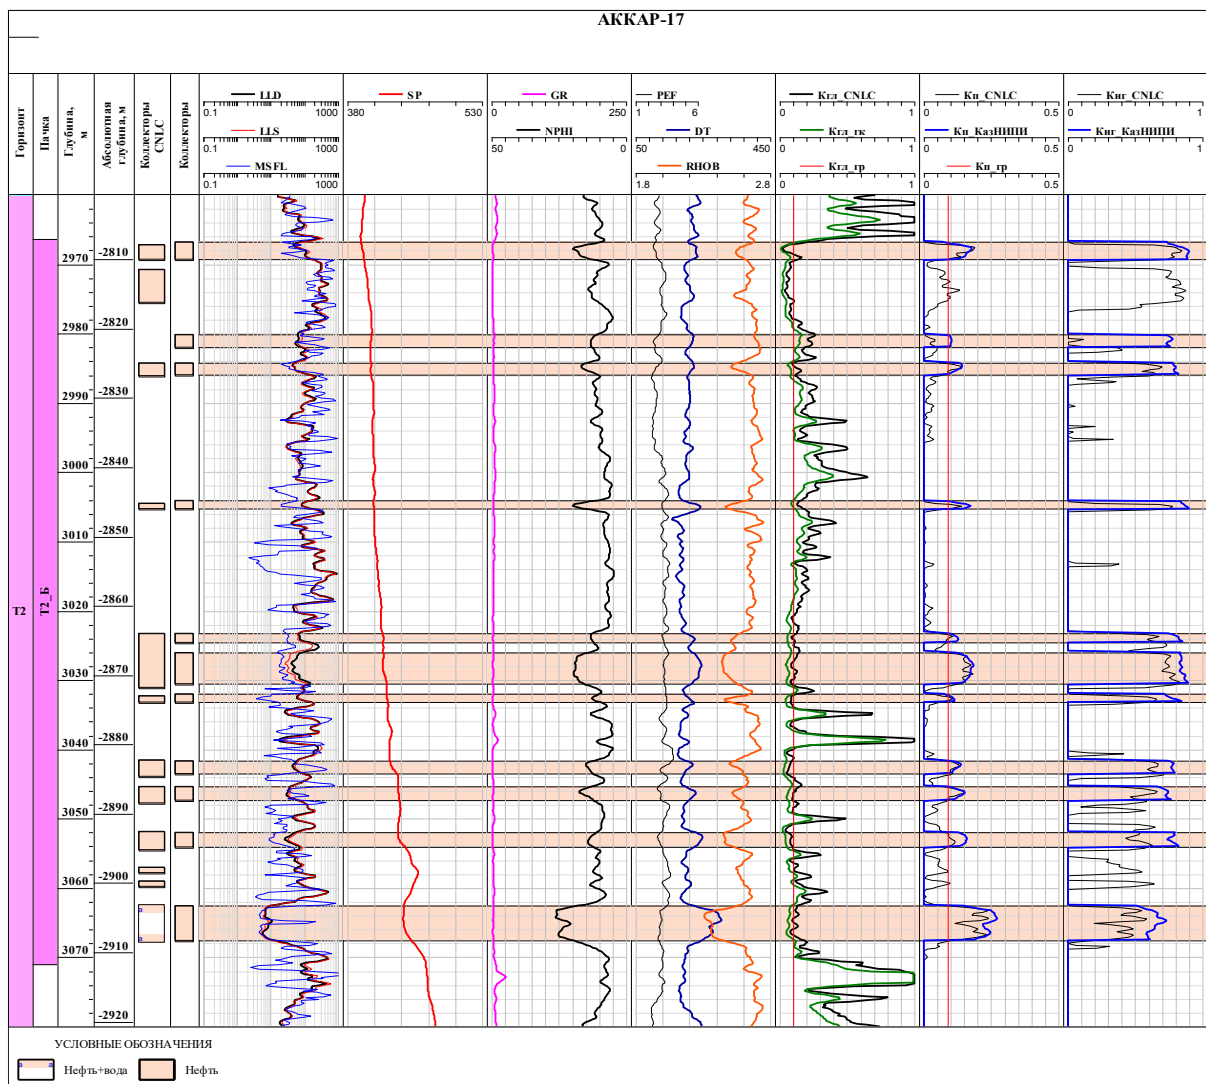 АККАР-17
Горизонт
Пачка
Глубина, м
Абсолютная глубина, м
Коллекторы CNLC
Коллекторы
LLD
0.1 1000
LLS
0.1 1000
MSFL
0.1 1000
SP
380 530
GR
0 250
NPHI
50 0
PEF
1 6
DT
50 450
RHOB
1.8 2.8
Кгл_CNLC
0 1
Кгл_гк
0 1
Кгл_гр
0 1
Кп_CNLC
0 0.5
Кп_КазНИПИ
0 0.5
Кп_гр
0 0.5
Кнг_CNLC
0 1
Кнг_КазНИПИ
0 1
Т2
Т2_Б
2970
2980
2990
3000
3010
3020
3030
3040
3050
3060
3070
-2810
-2820
-2830
-2840
-2850
-2860
-2870
-2880
-2890
-2900
-2910
-2920
УСЛОВНЫЕ ОБОЗНАЧЕНИЯ
Нефть+вода
Нефть